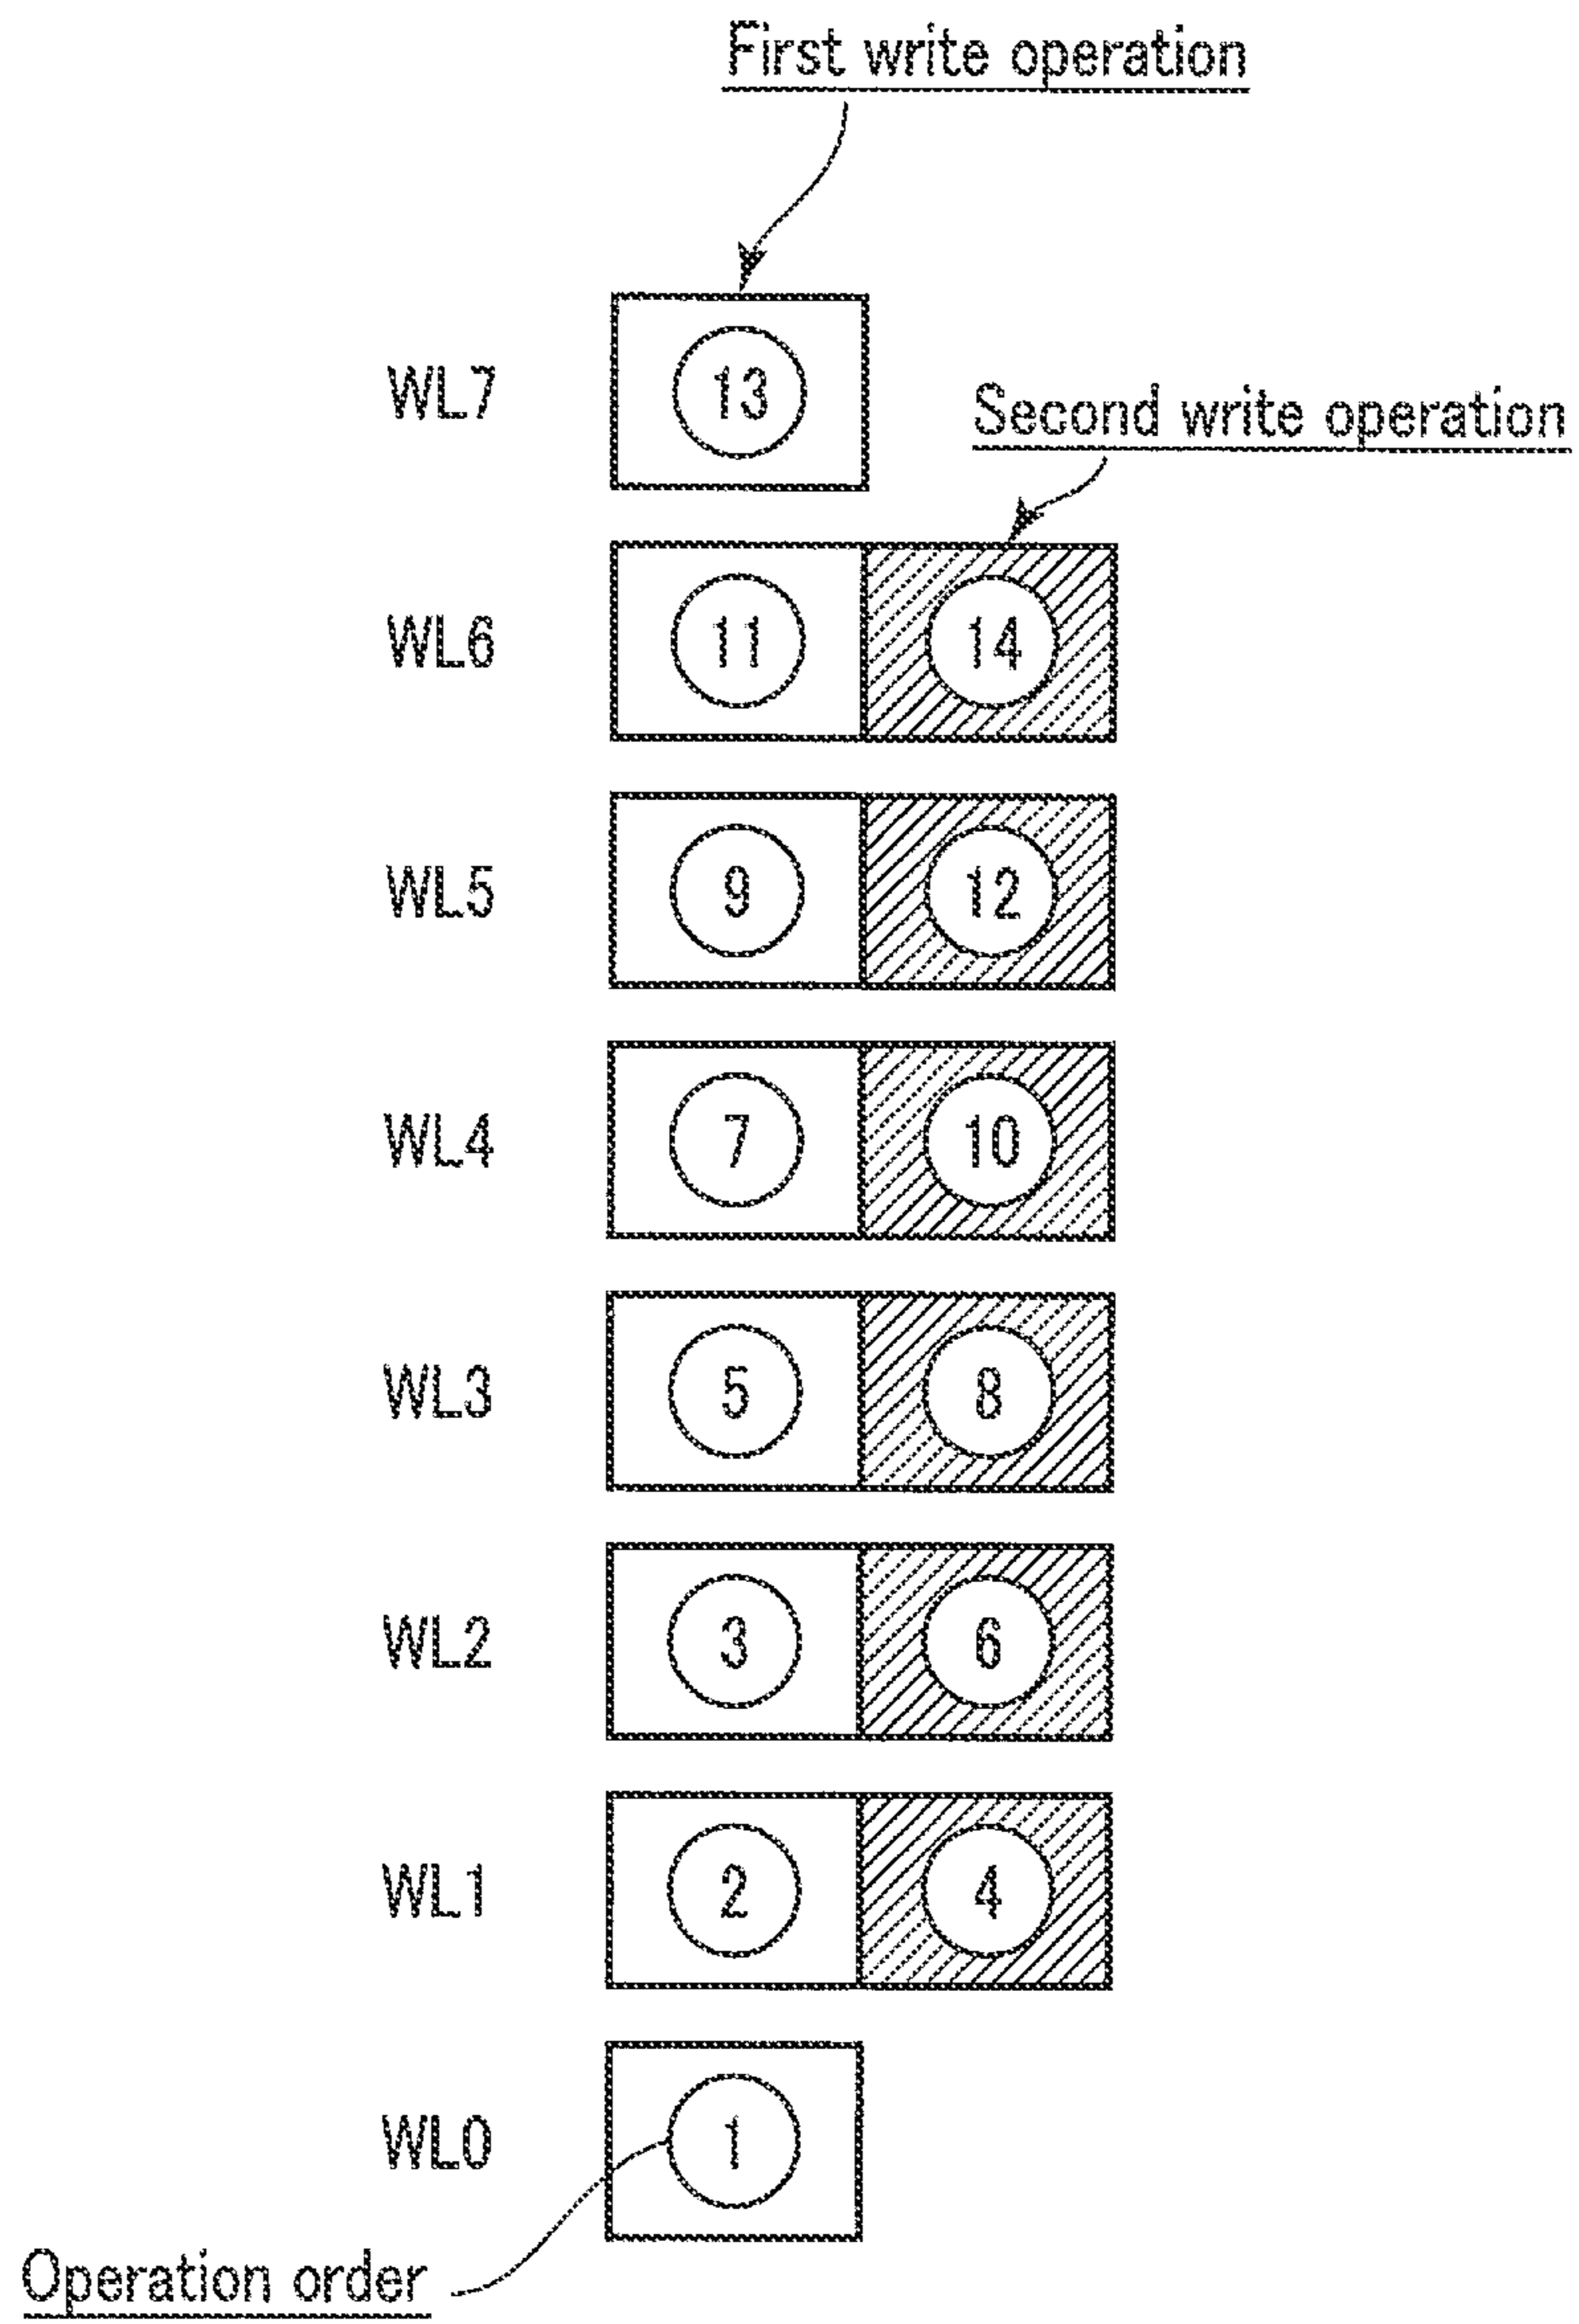 First write operation
WL7 13
Second write operation
WL6 11 14
WL5 9 12
WL4 7 10
WL3 5 8
WL2 3 6
WL1 2 4
WL0 1
Operation order